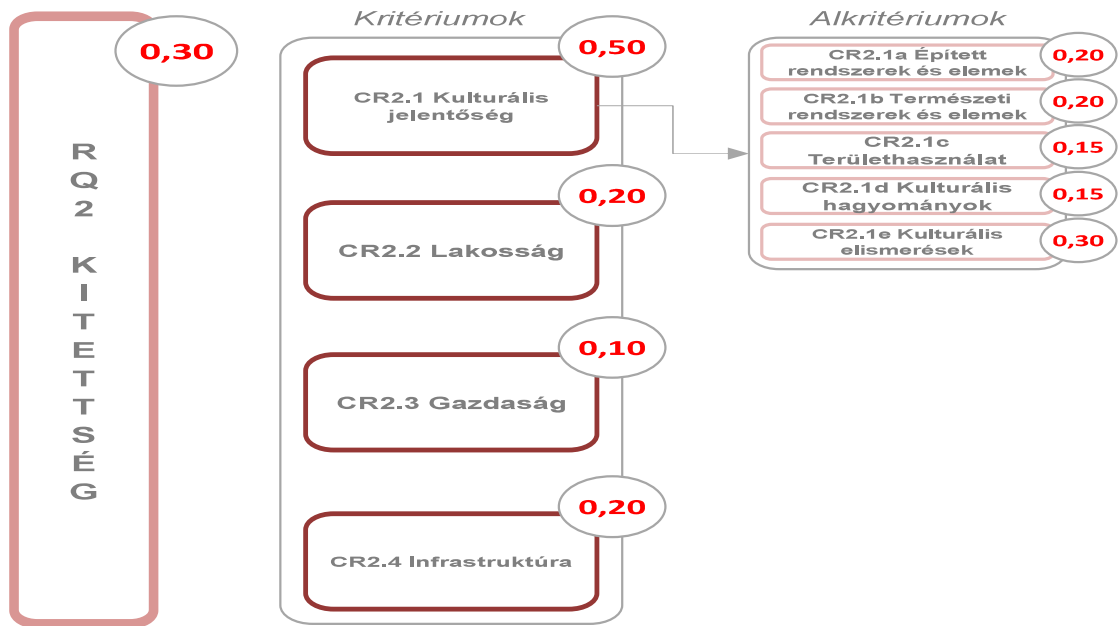 Kritériumok
Alkritériumok
0,30
R
Q
2
K
I
T
E
T
T
S
É
G
0,50
CR2.1 Kulturális
jelentőség
0,20
CR2.2 Lakosság
0,10
CR2.3 Gazdaság
0,20
CR2.4 Infrastruktúra
CR2.1a Épített
rendszerek és elemek
0,20
CR2.1b Természeti
rendszerek és elemek
0,20
CR2.1c
Területhasználat
0,15
CR2.1d Kulturális
hagyományok
0,15
CR2.1e Kulturális
elismerések
0,30